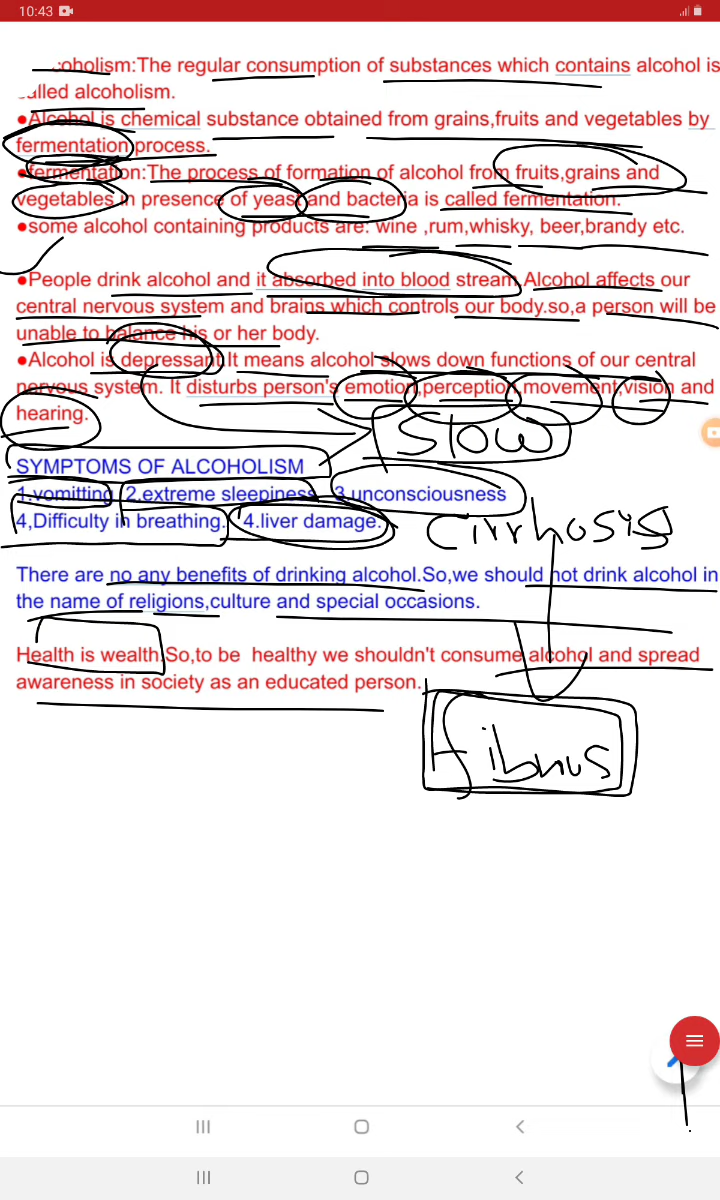 10:43
oholism:The regular consumption of substances which contains alcohol is
alled alcoholism.
●Alcohol is chemical substance obtained from grains,fruits and vegetables by
fermentation process.
●fermentation:The process of formation of alcohol from fruits,grains and
vegetables in presence of yeast and bacteria is called fermentation.
●some alcohol containing products are: wine ,rum,whisky, beer,brandy etc.
●People drink alcohol and it absorbed into blood stream.Alcohol affects our
central nervous system and brains which controls our body.so,a person will be
unable to balance his or her body.
●Alcohol is depressant.It means alcohol slows down functions of our central
nervous system. It disturbs person's emotion,perception,movement,vision and
hearing.
slow
SYMPTOMS OF ALCOHOLISM
1.vomitting 2,extreme sleepiness 3.unconsciousness
4,Difficulty in breathing. 4.liver damage.
Cirrhosis
There are no any benefits of drinking alcohol.So,we should not drink alcohol in
the name of religions,culture and special occasions.
Health is wealth.So,to be healthy we shouldn't consume alcohol and spread
awareness in society as an educated person.